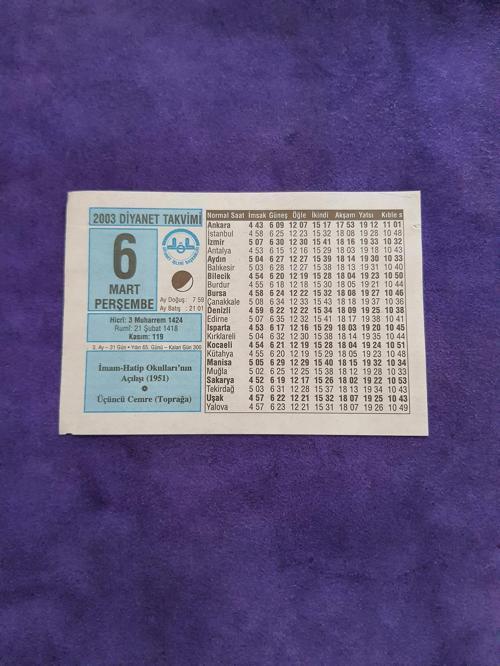 2003 DİYANET TAKVİMİ
6
MART
PERŞEMBE
Ay Doğuş: 7 59
Ay Batış : 21 01
Hicrî: 3 Muharrem 1424
Rumî: 21 Şubat 1418
Kasım: 119
3. Ay – 31 Gün • Yılın 65. Günü – Kalan Gün 300
İmam-Hatip Okulları'nın
Açılışı (1951)
Üçüncü Cemre (Toprağa)
Normal Saat İmsak Güneş Öğle İkindi Akşam Yatsı Kıble s
Ankara 4 43 6 09 12 07 15 17 17 53 19 12 11 01
İstanbul 4 58 6 25 12 23 15 32 18 08 19 28 10 48
İzmir 5 07 6 30 12 30 15 41 18 16 19 33 10 32
Antalya 4 53 6 15 12 16 15 29 18 03 19 18 10 43
Aydın 5 04 6 27 12 27 15 39 18 14 19 30 10 33
Balıkesir 5 03 6 28 12 27 15 38 18 13 19 31 10 40
Bilecik 4 54 6 20 12 19 15 28 18 04 19 23 10 50
Burdur 4 55 6 18 12 18 15 30 18 05 19 21 10 44
Bursa 4 58 6 24 12 22 15 32 18 08 19 27 10 46
Çanakkale 5 08 6 34 12 33 15 43 18 18 19 37 10 36
Denizli 4 59 6 22 12 22 15 34 18 09 19 25 10 38
Edirne 5 07 6 35 12 32 15 41 18 17 19 38 10 41
Isparta 4 53 6 17 12 16 15 29 18 03 19 20 10 45
Kırklareli 5 04 6 32 12 30 15 38 18 14 19 35 10 44
Kocaeli 4 54 6 21 12 19 15 28 18 04 19 24 10 51
Kütahya 4 55 6 20 12 19 15 29 18 05 19 23 10 46
Manisa 5 05 6 29 12 29 15 40 18 15 19 32 10 34
Muğla 5 02 6 25 12 25 15 38 18 12 19 28 10 33
Sakarya 4 52 6 19 12 17 15 26 18 02 19 22 10 53
Tekirdağ 5 03 6 30 12 28 15 37 18 13 19 33 10 43
Uşak 4 57 6 22 12 21 15 32 18 07 19 25 10 43
Yalova 4 57 6 23 12 21 15 31 18 07 19 26 10 49